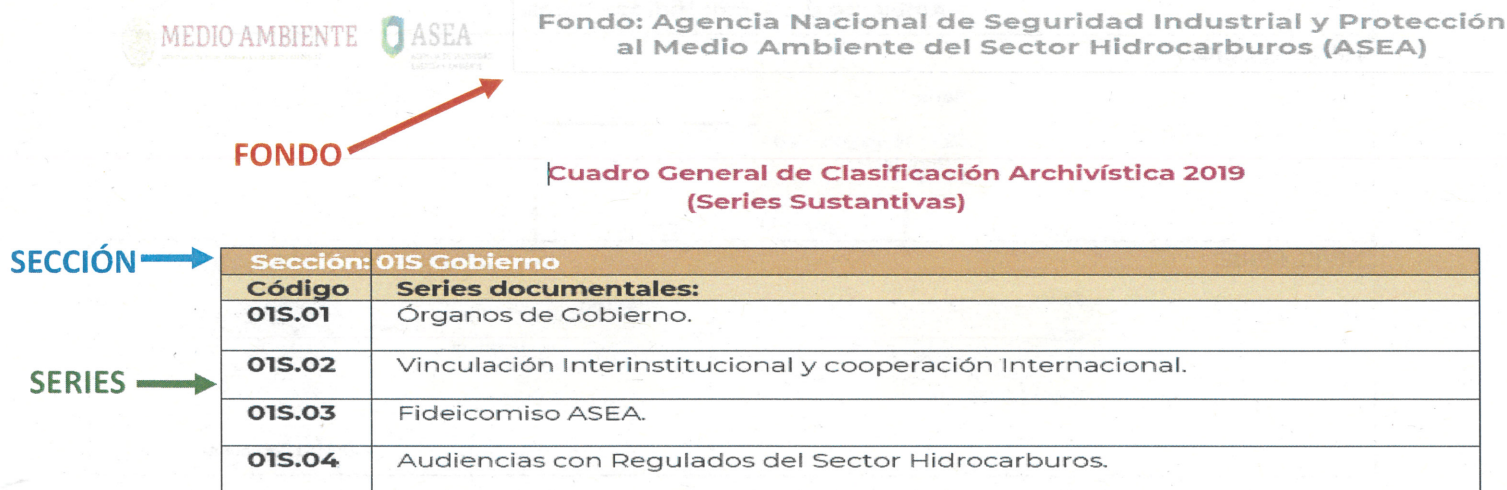 MEDIO AMBIENTE
ASEA
Fondo: Agencia Nacional de Seguridad Industrial y Protección
al Medio Ambiente del Sector Hidrocarburos (ASEA)
FONDO
Cuadro General de Clasificación Archivística 2019
(Series Sustantivas)
SECCIÓN
Sección: 01S Gobierno
Código Series documentales:
01S.01 Órganos de Gobierno.
01S.02 Vinculación Interinstitucional y cooperación Internacional.
SERIES
01S.03 Fideicomiso ASEA.
01S.04 Audiencias con Regulados del Sector Hidrocarburos.